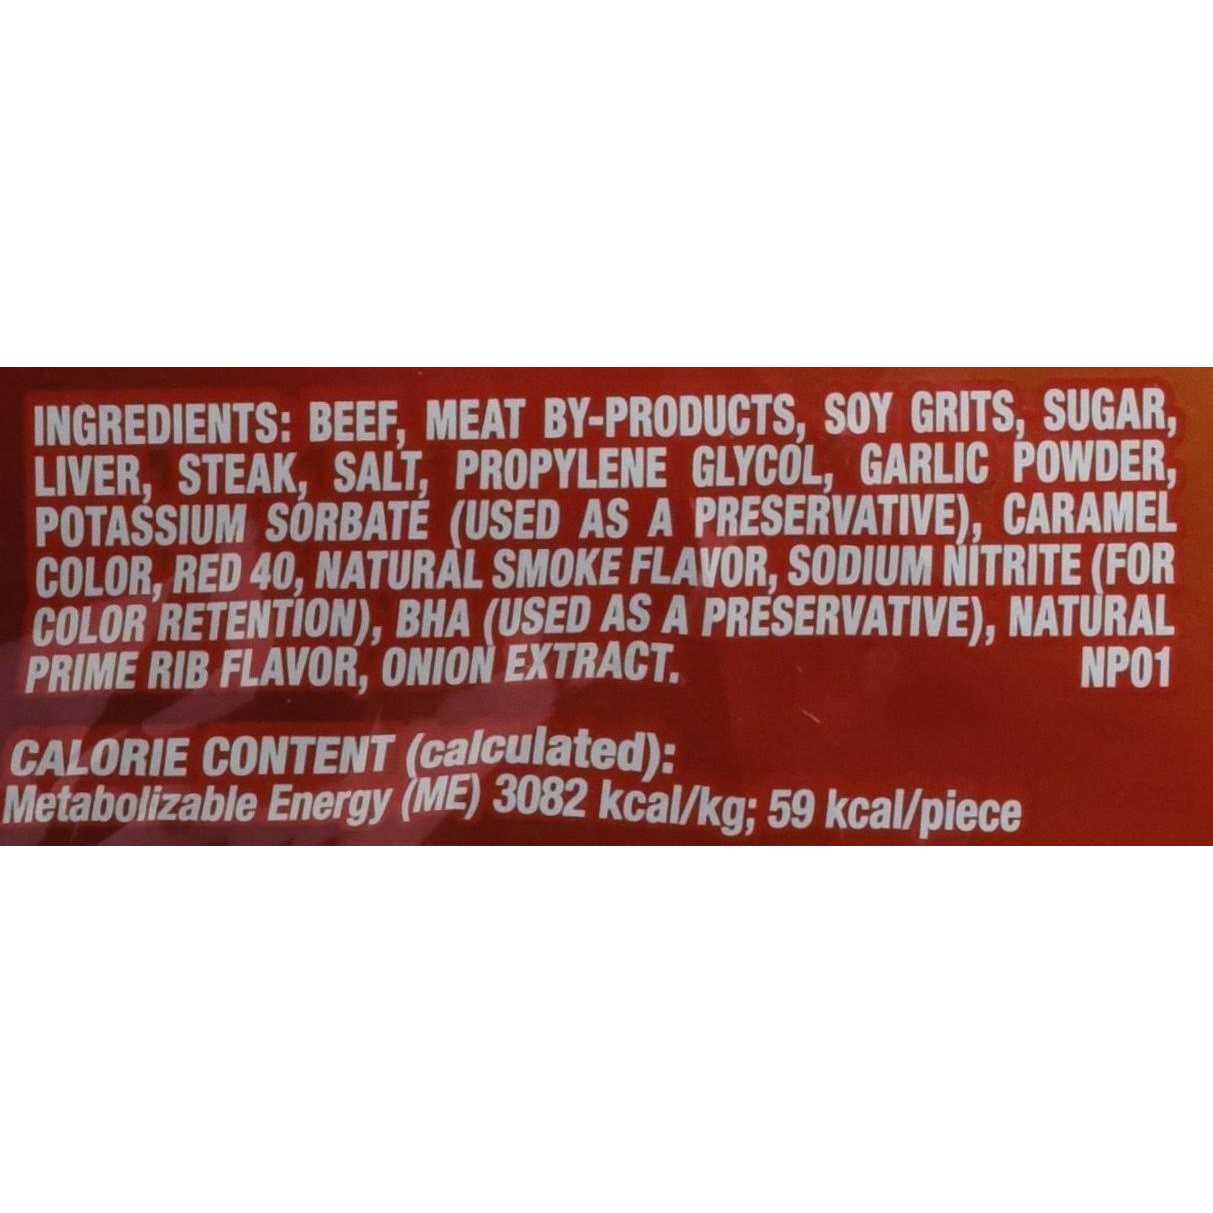 INGREDIENTS: BEEF, MEAT BY-PRODUCTS, SOY GRITS, SUGAR,
LIVER, STEAK, SALT, PROPYLENE GLYCOL, GARLIC POWDER,
POTASSIUM SORBATE (USED AS A PRESERVATIVE), CARAMEL
COLOR, RED 40, NATURAL SMOKE FLAVOR, SODIUM NITRITE (FOR
COLOR RETENTION), BHA (USED AS A PRESERVATIVE), NATURAL
PRIME RIB FLAVOR, ONION EXTRACT. NP01
CALORIE CONTENT (calculated):
Metabolizable Energy (ME) 3082 kcal/kg; 59 kcal/piece